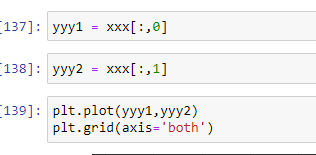 [137]: yyy1 = xxx[:,0]
[138]: yyy2 = xxx[:,1]
[139]: plt.plot(yyy1,yyy2)
plt.grid(axis='both')